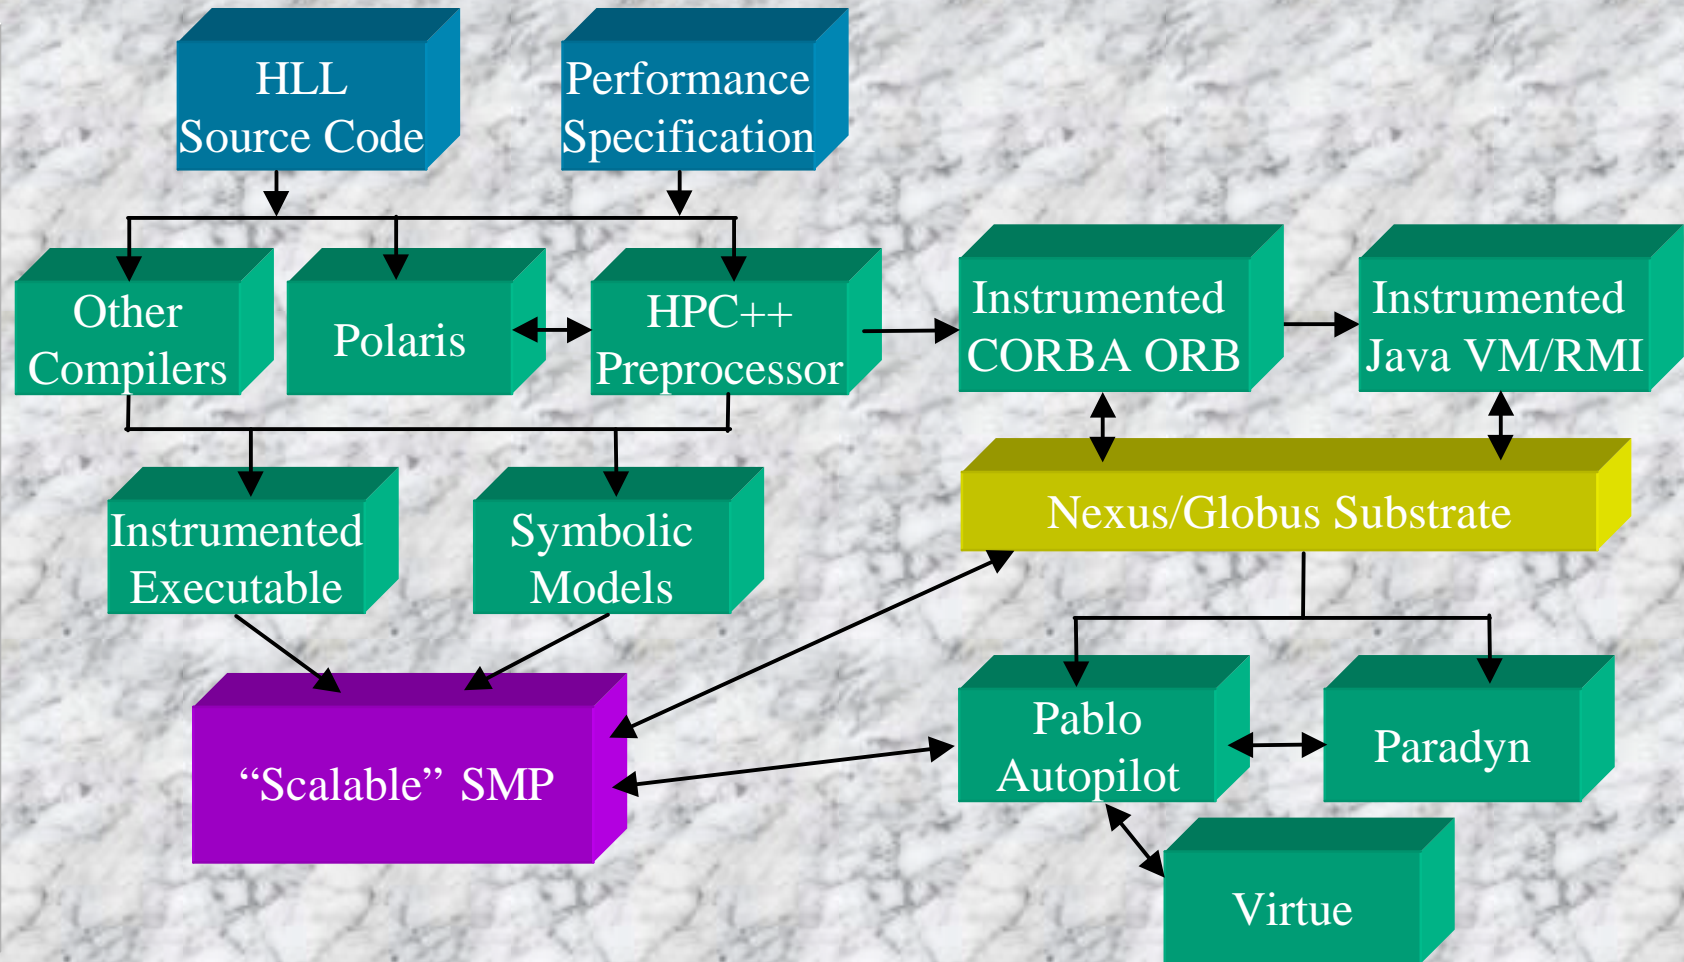 HLL
Source Code
Performance
Specification
Other
Compilers
Polaris
HPC++
Preprocessor
Instrumented
CORBA ORB
Instrumented
Java VM/RMI
Instrumented
Executable
Symbolic
Models
Nexus/Globus Substrate
“Scalable” SMP
Pablo
Autopilot
Paradyn
Virtue